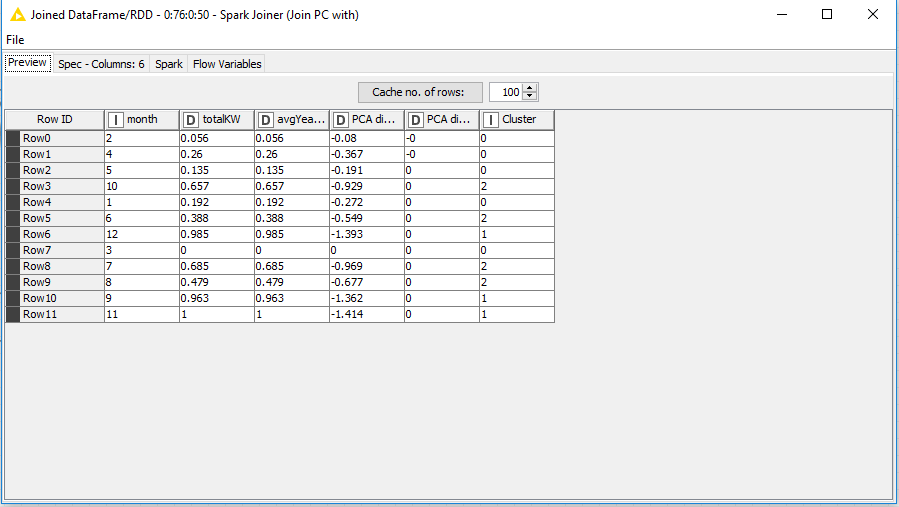 Joined DataFrame/RDD - 0:76:0:50 - Spark Joiner (Join PC with)
File
Preview Spec - Columns: 6 Spark Flow Variables
Cache no. of rows: 100
Row ID I month D totalKW D avgYea... D PCA di... D PCA di... I Cluster
Row0 2 0.056 0.056 -0.08 -0 0
Row1 4 0.26 0.26 -0.367 -0 0
Row2 5 0.135 0.135 -0.191 0 0
Row3 10 0.657 0.657 -0.929 0 2
Row4 1 0.192 0.192 -0.272 0 0
Row5 6 0.388 0.388 -0.549 0 2
Row6 12 0.985 0.985 -1.393 0 1
Row7 3 0 0 0 0 0
Row8 7 0.685 0.685 -0.969 0 2
Row9 8 0.479 0.479 -0.677 0 2
Row10 9 0.963 0.963 -1.362 0 1
Row11 11 1 1 -1.414 0 1